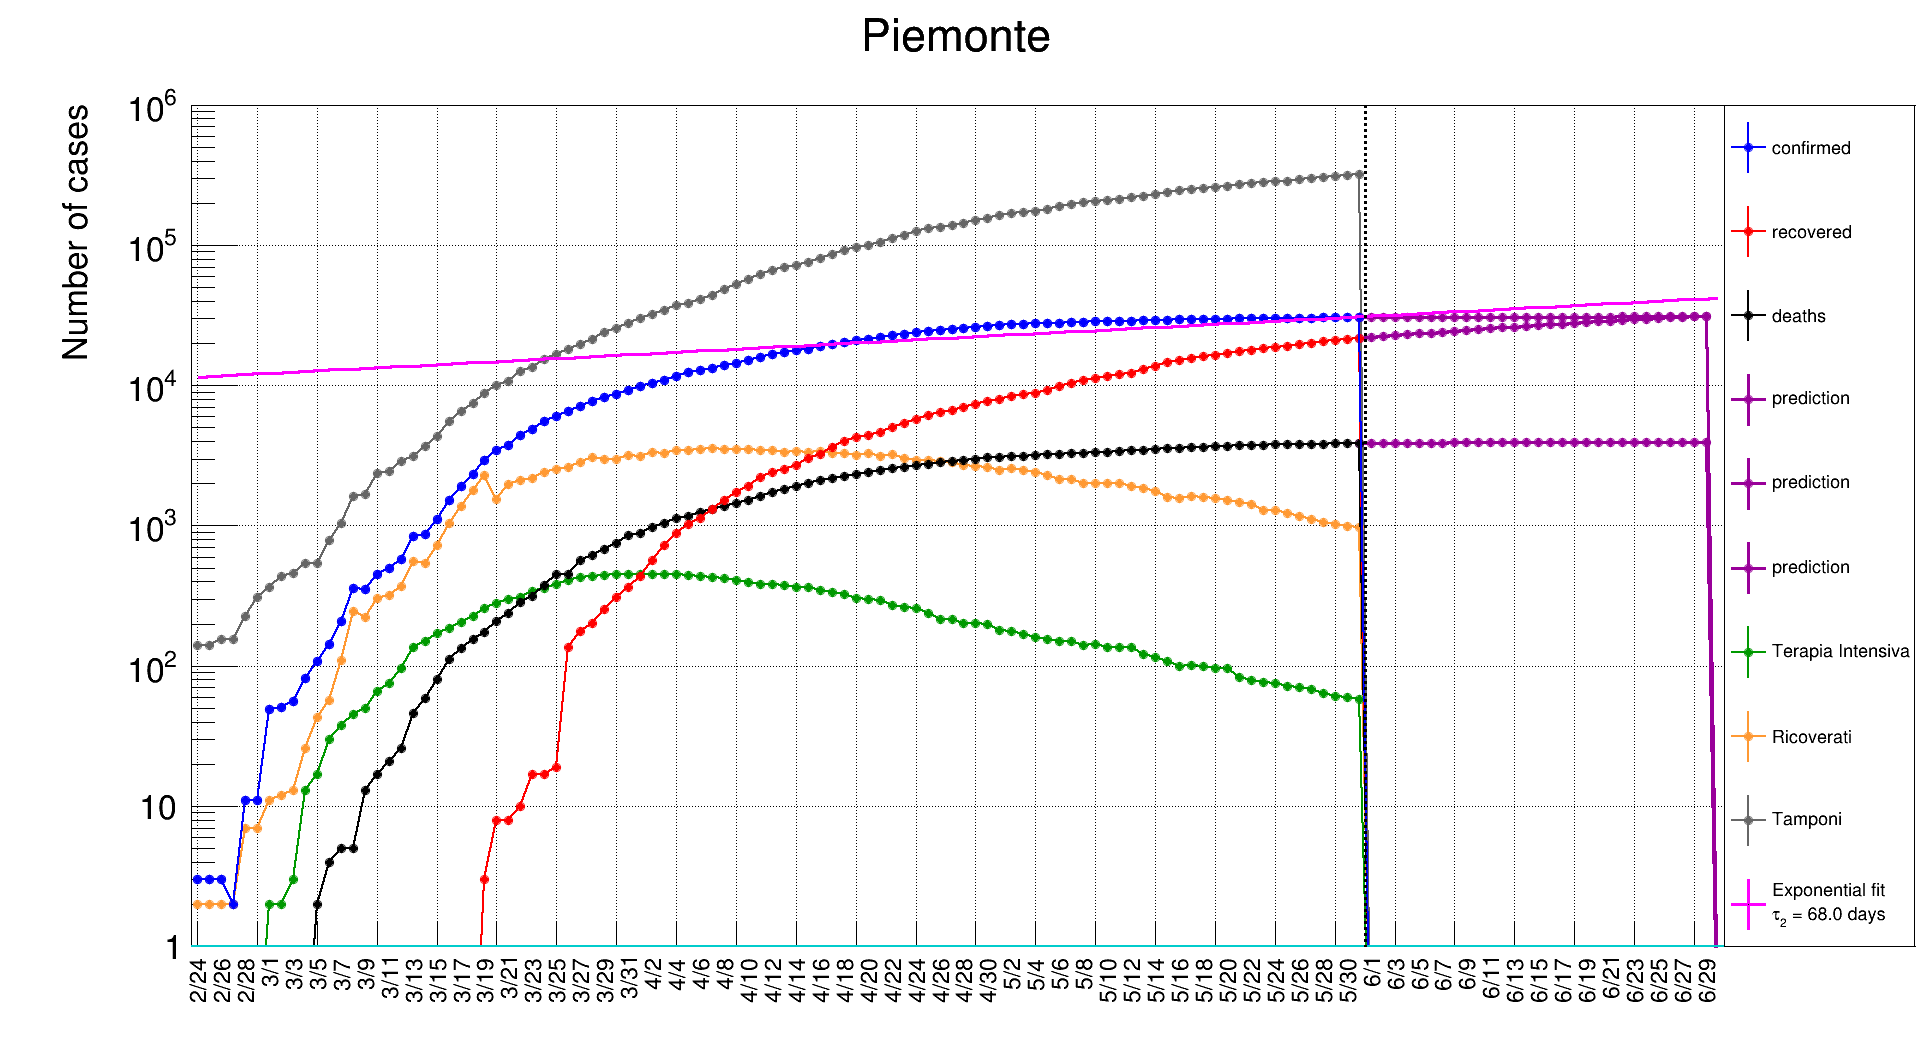 Piemonte
Number of cases
10^6
10^5
10^4
10^3
10^2
10
1
2/24 2/26 2/28 3/1 3/3 3/5 3/7 3/9 3/11 3/13 3/15 3/17 3/19 3/21 3/23 3/25 3/27 3/29 3/31 4/2 4/4 4/6 4/8 4/10 4/12 4/14 4/16 4/18 4/20 4/22 4/24 4/26 4/28 4/30 5/2 5/4 5/6 5/8 5/10 5/12 5/14 5/16 5/18 5/20 5/22 5/24 5/26 5/28 5/30 6/1 6/3 6/5 6/7 6/9 6/11 6/13 6/15 6/17 6/19 6/21 6/23 6/25 6/27 6/29
confirmed
recovered
deaths
prediction
prediction
prediction
Terapia Intensiva
Ricoverati
Tamponi
Exponential fit
τ₂ = 68.0 days